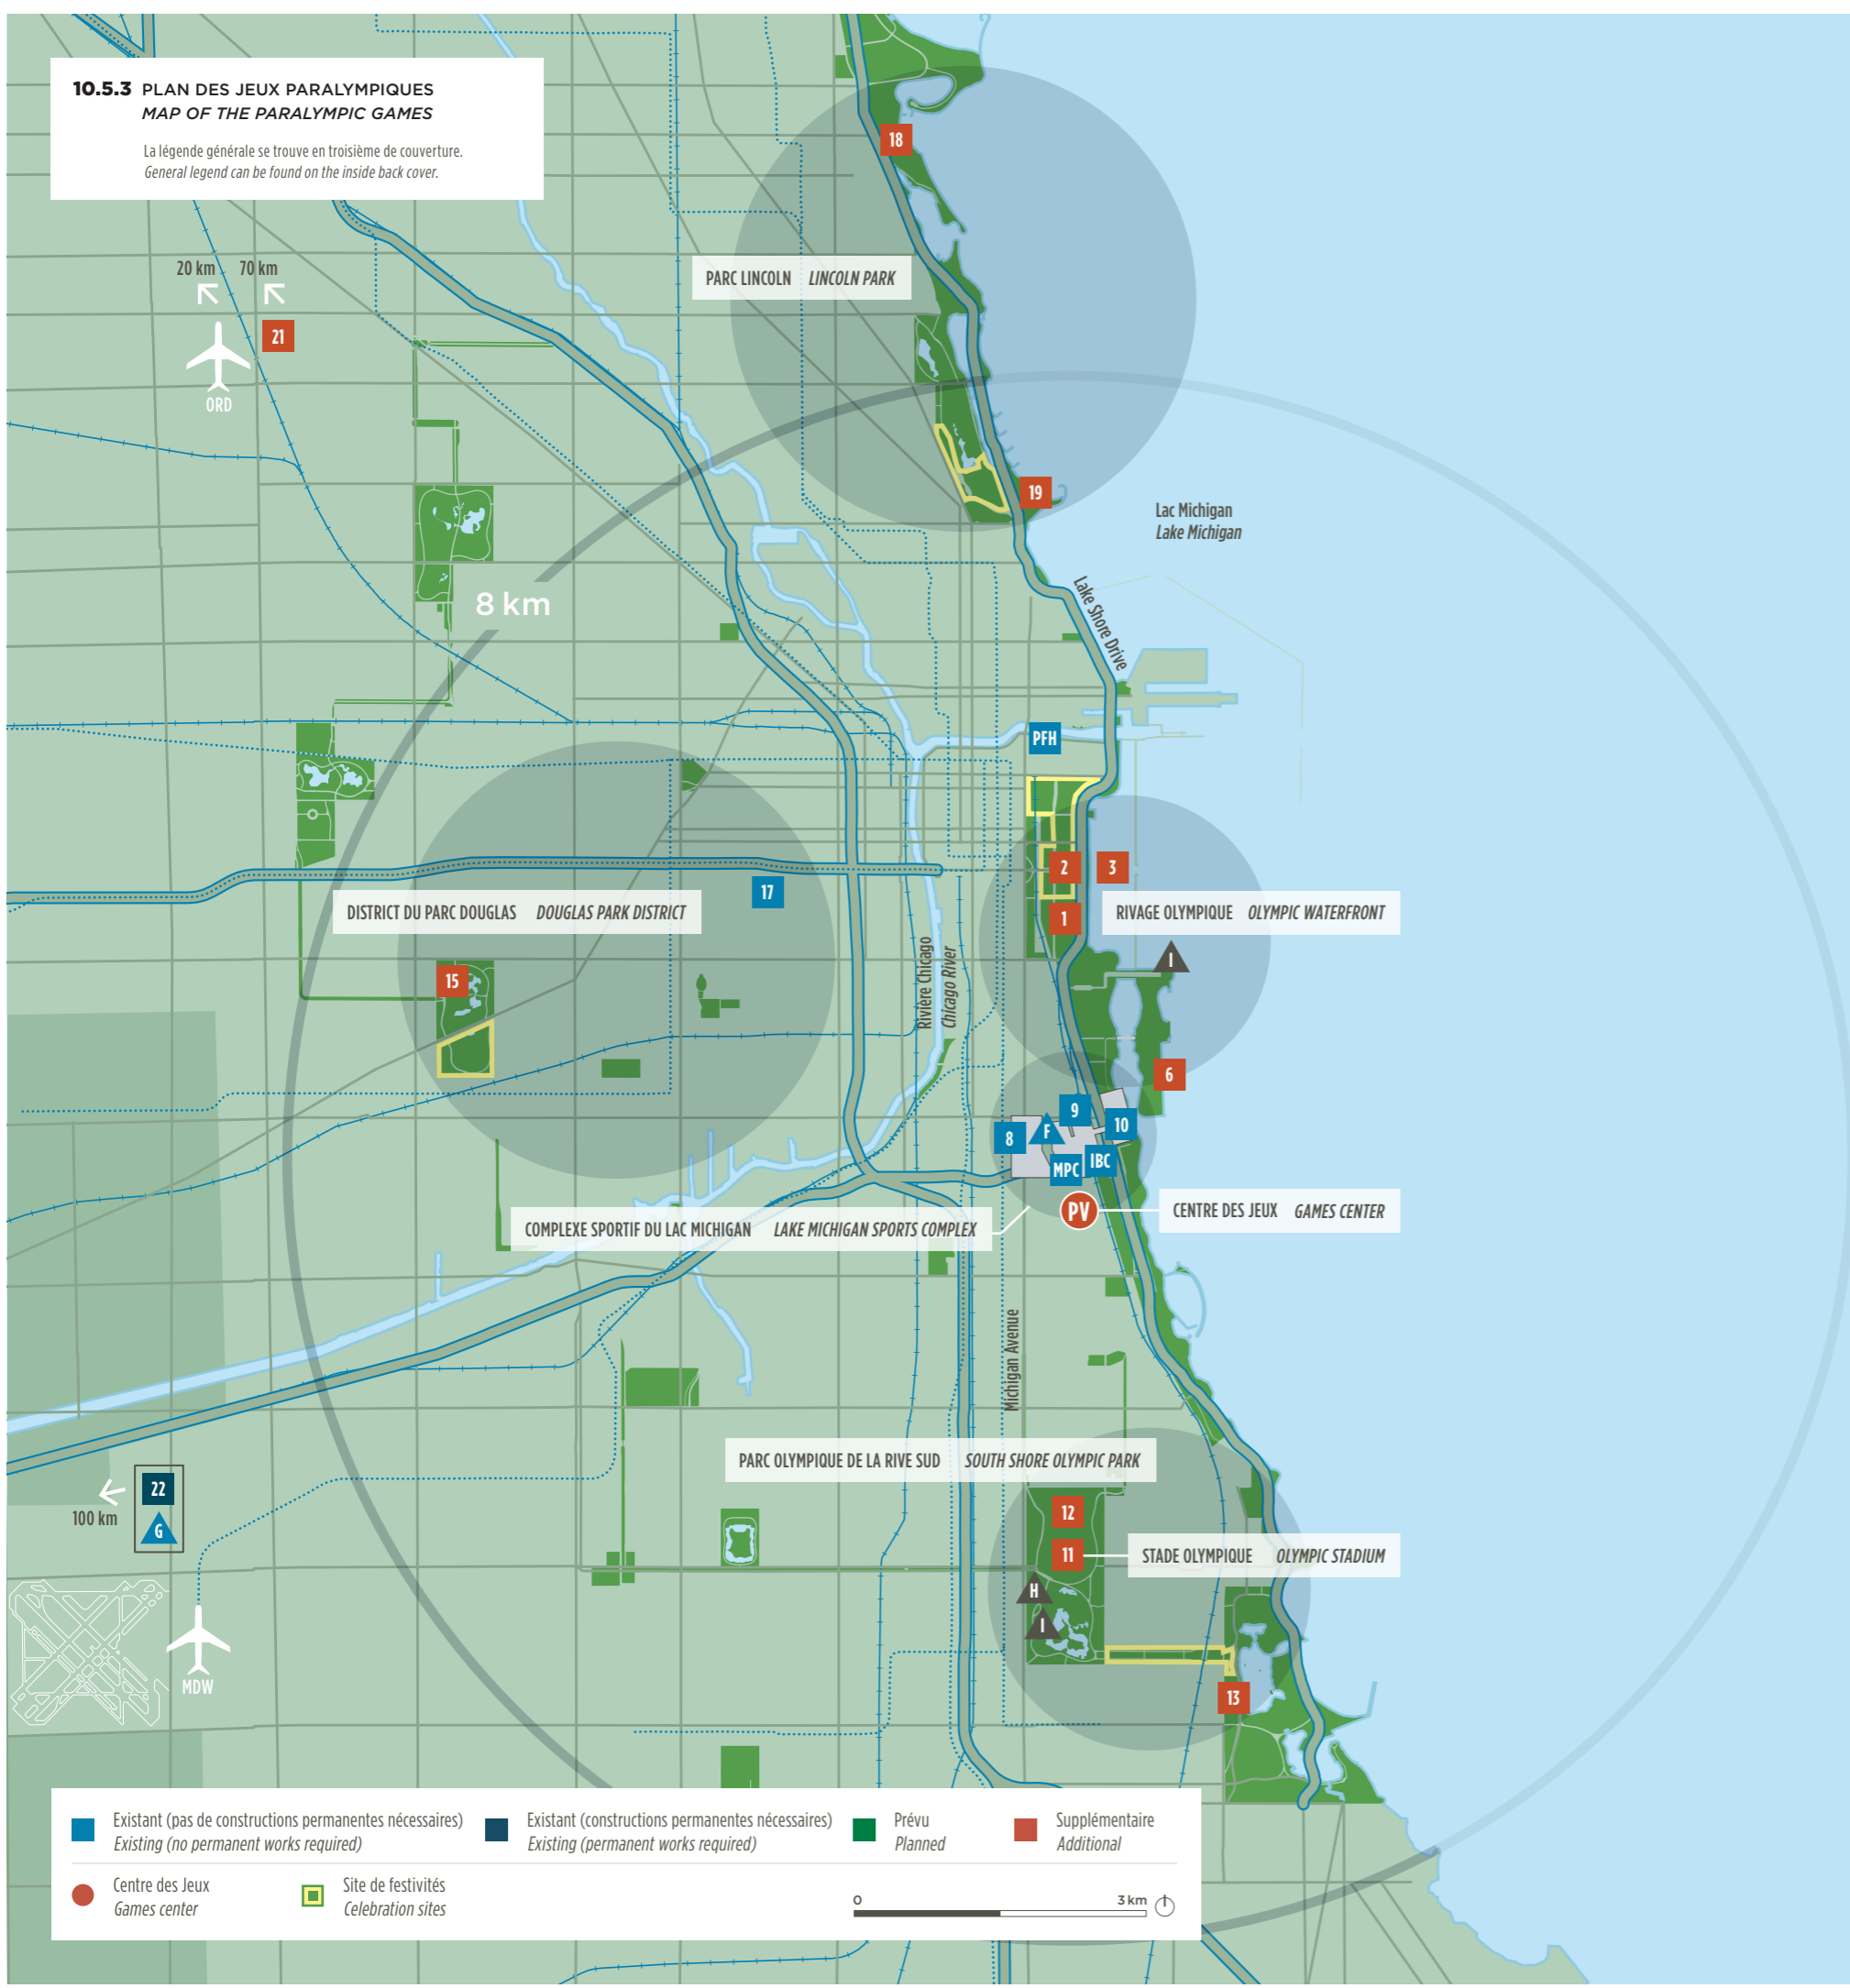 10.5.3 PLAN DES JEUX PARALYMPIQUES
MAP OF THE PARALYMPIC GAMES
La légende générale se trouve en troisième de couverture.
General legend can be found on the inside back cover.
18
20 km 70 km
21
ORD
PARC LINCOLN LINCOLN PARK
19
Lac Michigan
Lake Michigan
8 km
Lake Shore Drive
PFH
2
3
17
1
DISTRICT DU PARC DOUGLAS DOUGLAS PARK DISTRICT
RIVAGE OLYMPIQUE OLYMPIC WATERFRONT
I
15
Rivière Chicago
Chicago River
6
9
10
8
F
MPC
IBC
PV
CENTRE DES JEUX GAMES CENTER
COMPLEXE SPORTIF DU LAC MICHIGAN LAKE MICHIGAN SPORTS COMPLEX
Michigan Avenue
PARC OLYMPIQUE DE LA RIVE SUD SOUTH SHORE OLYMPIC PARK
22
100 km
G
12
11
STADE OLYMPIQUE OLYMPIC STADIUM
H
I
MDW
13
Existant (pas de constructions permanentes nécessaires)
Existing (no permanent works required)
Existant (constructions permanentes nécessaires)
Existing (permanent works required)
Prévu
Planned
Supplémentaire
Additional
Centre des Jeux
Games center
Site de festivités
Celebration sites
0 3 km